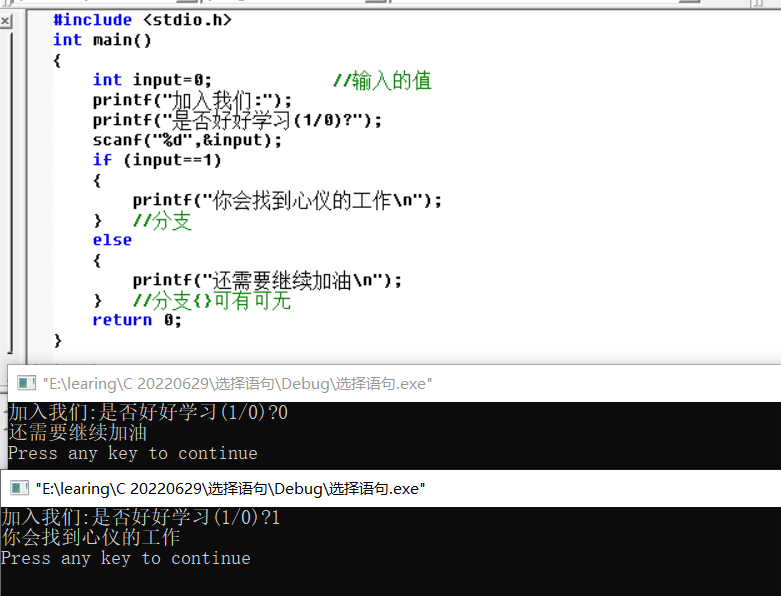 #include <stdio.h>
int main()
{
    int input=0;            //输入的值
    printf("加入我们:");
    printf("是否好好学习(1/0)?");
    scanf("%d",&input);
    if (input==1)
    {
        printf("你会找到心仪的工作\n");
    }   //分支
    else
    {
        printf("还需要继续加油\n");
    }   //分支{}可有可无
    return 0;
}
"E:\learing\C 20220629\选择语句\Debug\选择语句.exe"
加入我们:是否好好学习(1/0)?0
还需要继续加油
Press any key to continue
"E:\learing\C 20220629\选择语句\Debug\选择语句.exe"
加入我们:是否好好学习(1/0)?1
你会找到心仪的工作
Press any key to continue